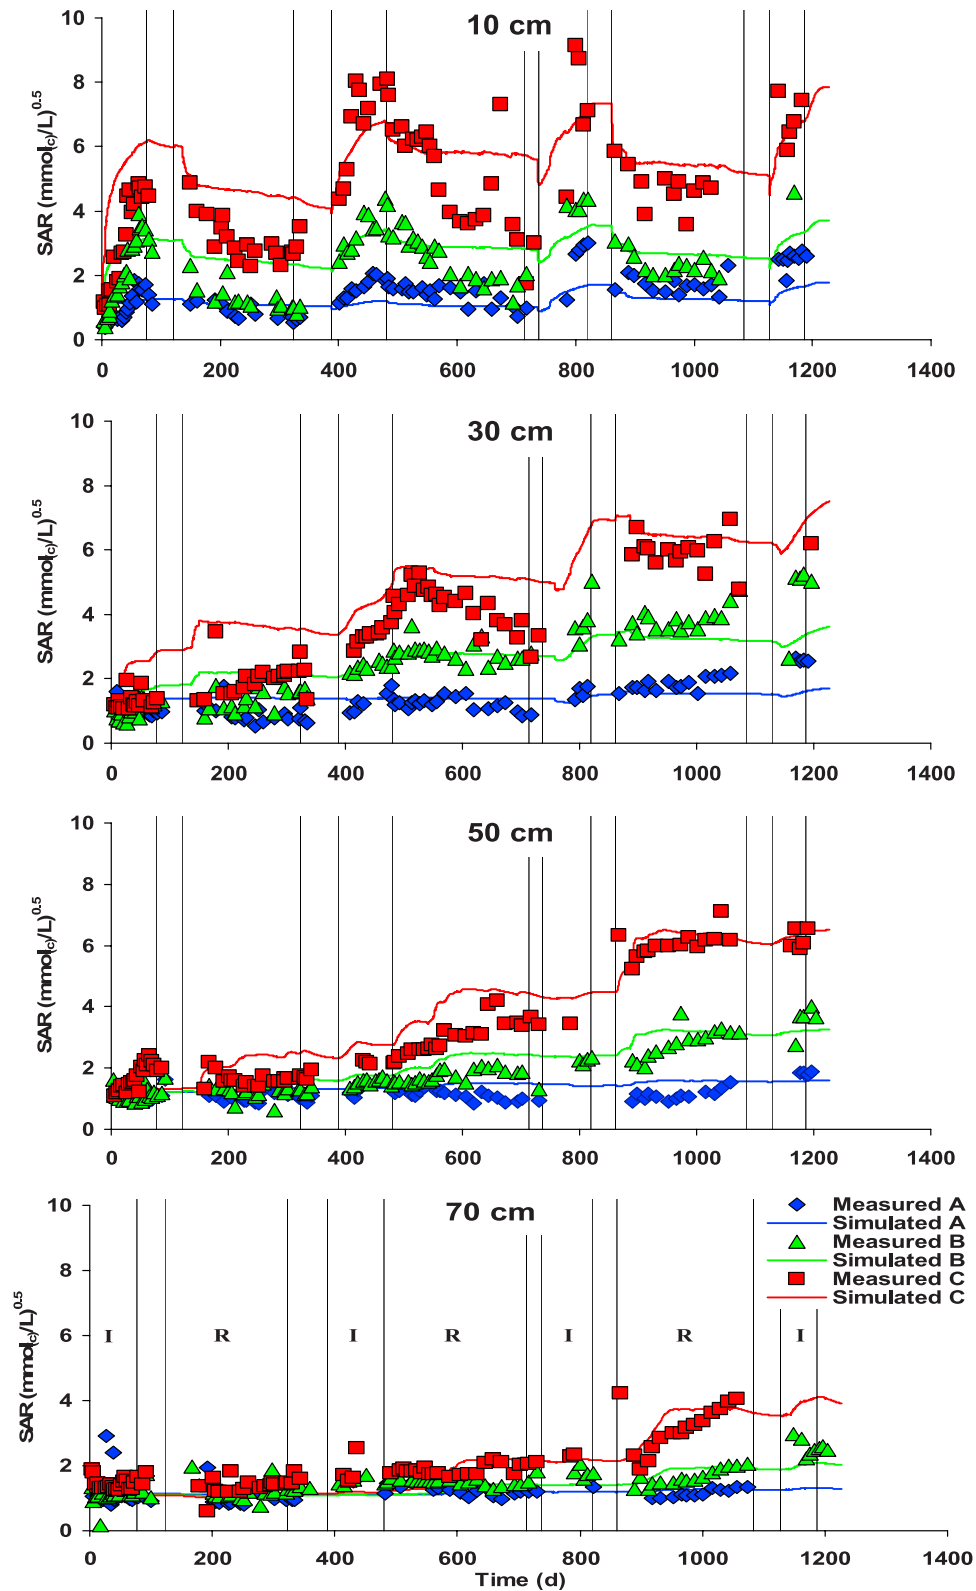 10 cm
SAR (mmol(c)/L)0.5
10
8
6
4
2
0
0 200 400 600 800 1000 1200 1400
30 cm
SAR (mmol(c)/L)0.5
10
8
6
4
2
0
0 200 400 600 800 1000 1200 1400
50 cm
SAR (mmol(c)/L)0.5
10
8
6
4
2
0
0 200 400 600 800 1000 1200 1400
70 cm
SAR (mmol(c)/L)0.5
10
8
6
4
2
0
Measured A
Simulated A
Measured B
Simulated B
Measured C
Simulated C
I R I R I R I
0 200 400 600 800 1000 1200 1400
Time (d)